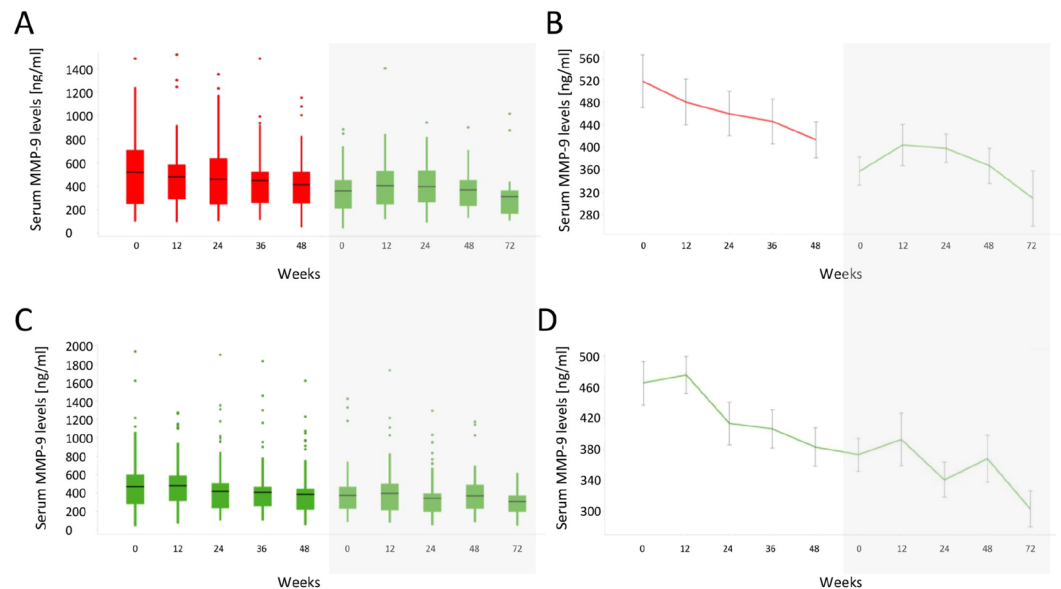 A
Serum MMP-9 levels [ng/ml]
1400
1200
1000
800
600
400
200
0
0 12 24 36 48 0 12 24 48 72
Weeks
B
Serum MMP-9 levels [ng/ml]
560
520
480
440
400
360
320
280
0 12 24 36 48 0 12 24 48 72
Weeks
C
Serum MMP-9 levels [ng/ml]
2000
1800
1600
1400
1200
1000
800
600
400
200
0
0 12 24 36 48 0 12 24 48 72
Weeks
D
Serum MMP-9 levels [ng/ml]
500
460
420
380
340
300
0 12 24 36 48 0 12 24 48 72
Weeks